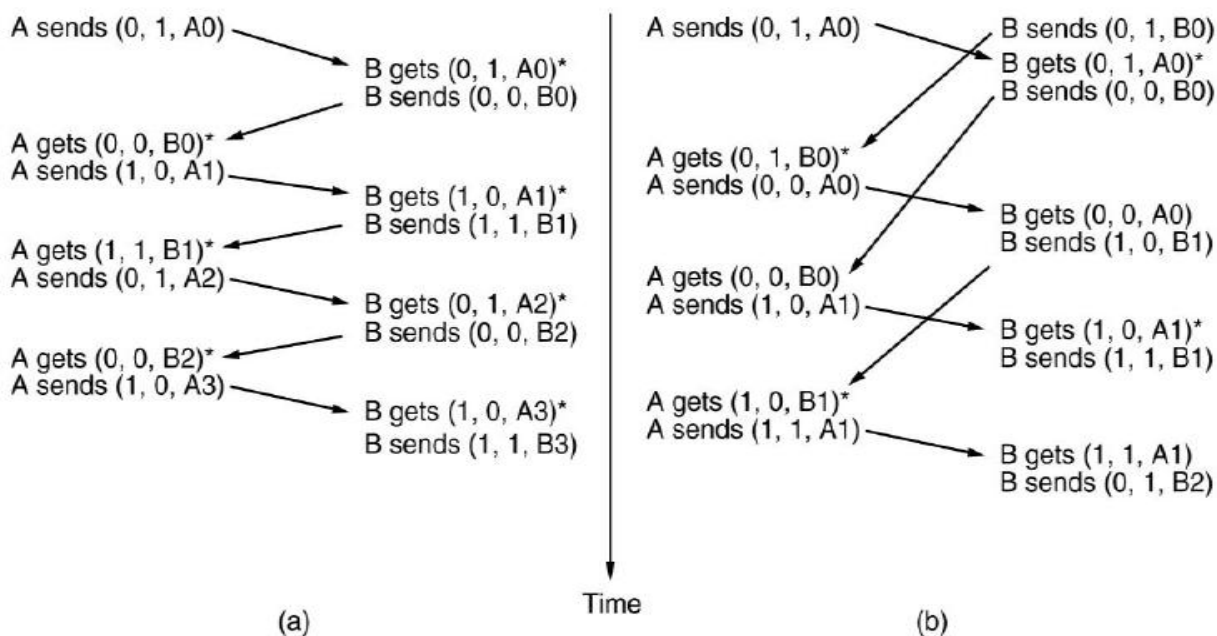 A sends (0, 1, A0)
B gets (0, 1, A0)*
B sends (0, 0, B0)
A gets (0, 0, B0)*
A sends (1, 0, A1)
B gets (1, 0, A1)*
B sends (1, 1, B1)
A gets (1, 1, B1)*
A sends (0, 1, A2)
B gets (0, 1, A2)*
B sends (0, 0, B2)
A gets (0, 0, B2)*
A sends (1, 0, A3)
B gets (1, 0, A3)*
B sends (1, 1, B3)
(a)
Time
A sends (0, 1, A0)
B sends (0, 1, B0)
B gets (0, 1, A0)*
B sends (0, 0, B0)
A gets (0, 1, B0)*
A sends (0, 0, A0)
B gets (0, 0, A0)
B sends (1, 0, B1)
A gets (0, 0, B0)
A sends (1, 0, A1)
B gets (1, 0, A1)*
B sends (1, 1, B1)
A gets (1, 0, B1)*
A sends (1, 1, A1)
B gets (1, 1, A1)
B sends (0, 1, B2)
(b)